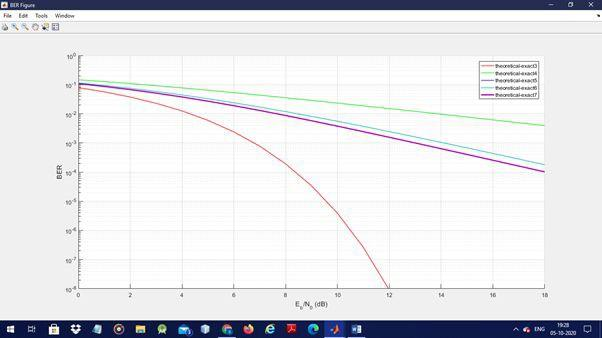 BER Figure
File Edit Tools Window
10^0
10^-1
10^-2
10^-3
10^-4
10^-5
10^-6
10^-7
10^-8
BER
theoretical-exact3
theoretical-exact4
theoretical-exact5
theoretical-exact6
theoretical-exact7
0 2 4 6 8 10 12 14 16 18
E_b/N_0 (dB)
ENG
19:28
05-10-2020